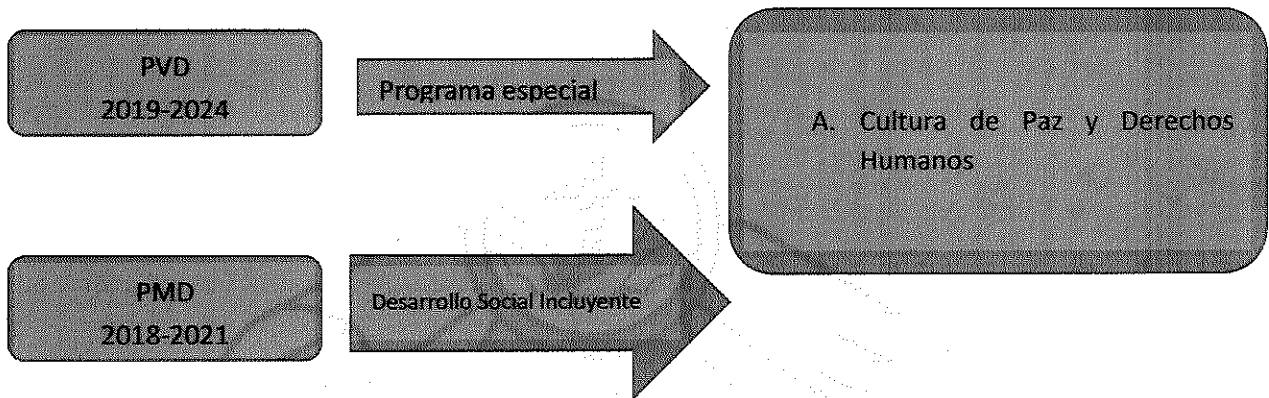 PVD
2019-2024
Programa especial
A. Cultura de Paz y Derechos
Humanos
PMD
2018-2021
Desarrollo Social Incluyente